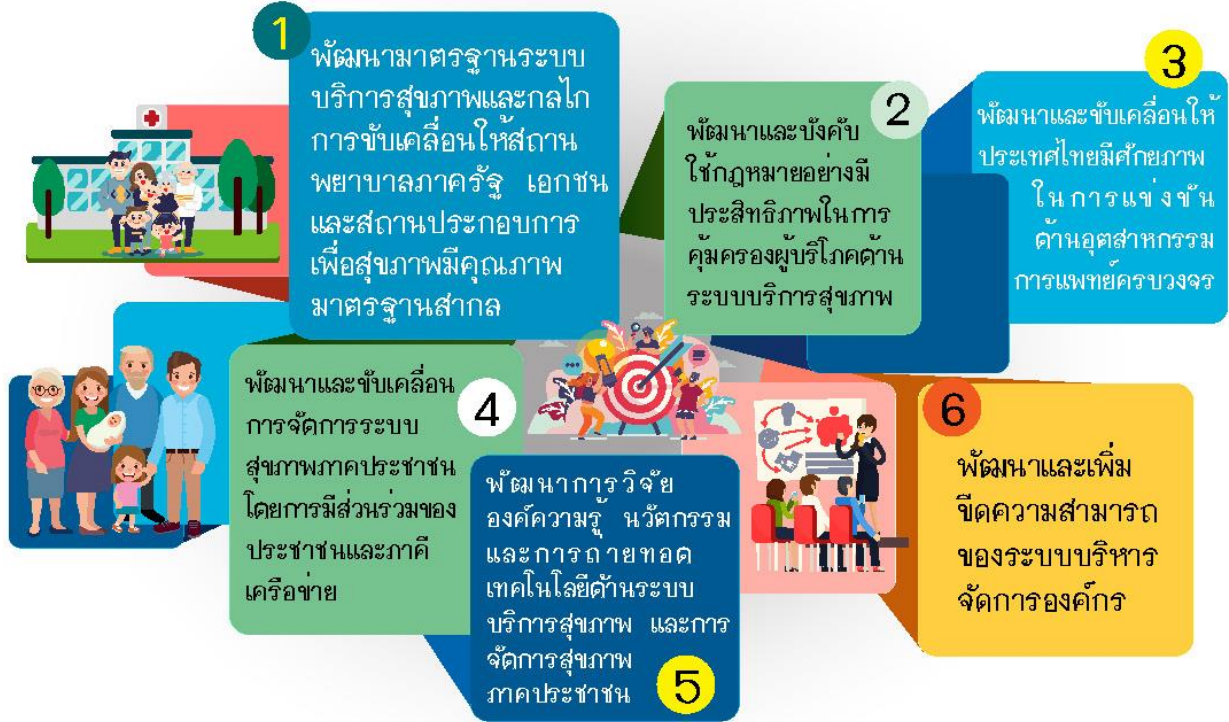 1
พัฒนามาตรฐานระบบ
บริการสุขภาพและกลไก
การขับเคลื่อนให้สถาน
พยาบาลภาครัฐ เอกชน
และสถานประกอบการ
เพื่อสุขภาพมีคุณภาพ
มาตรฐานสากล
2
พัฒนาและบังคับ
ใช้กฎหมายอย่างมี
ประสิทธิภาพในการ
คุ้มครองผู้บริโภคด้าน
ระบบบริการสุขภาพ
3
พัฒนาและขับเคลื่อนให้
ประเทศไทยมีศักยภาพ
ในการแข่งขัน
ด้านอุตสาหกรรม
การแพทย์ครบวงจร
4
พัฒนาและขับเคลื่อน
การจัดการระบบ
สุขภาพภาคประชาชน
โดยการมีส่วนร่วมของ
ประชาชนและภาคี
เครือข่าย
พัฒนาการวิจัย
องค์ความรู้ นวัตกรรม
และการถ่ายทอด
เทคโนโลยีด้านระบบ
บริการสุขภาพ และการ
จัดการสุขภาพ
ภาคประชาชน
5
6
พัฒนาและเพิ่ม
ขีดความสามารถ
ของระบบบริหาร
จัดการองค์กร